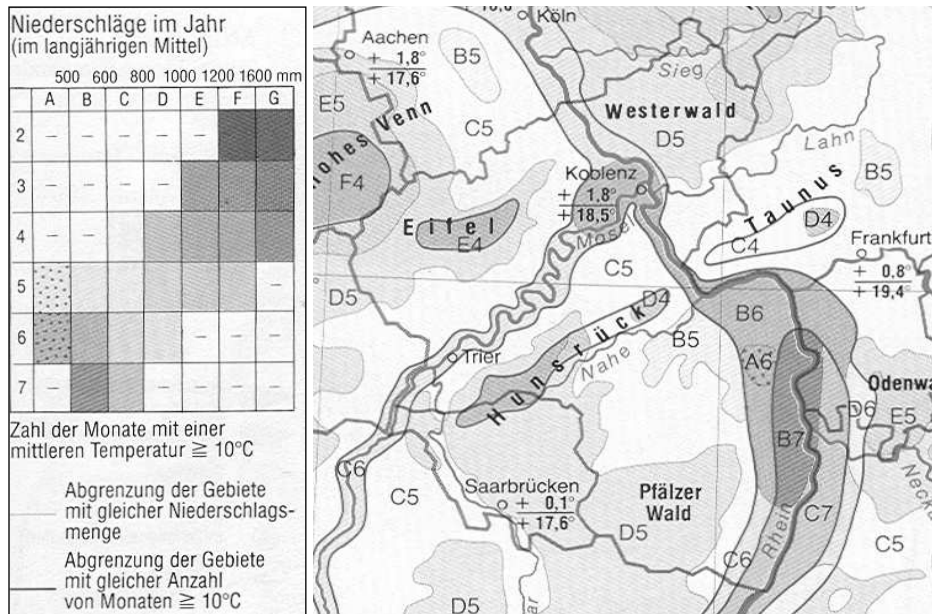 Niederschläge im Jahr
(im langjährigen Mittel)
500 600 800 1000 1200 1600 mm
A B C D E F G
2 – – – – –
3 – – – –
4 – –
5 –
6 – – –
7 – – – – –
Zahl der Monate mit einer
mittleren Temperatur ≧ 10°C
Abgrenzung der Gebiete
mit gleicher Niederschlags-
menge
Abgrenzung der Gebiete
mit gleicher Anzahl
von Monaten ≧ 10°C
Köln
Aachen
+ 1,8°
+ 17,6°
B5
Sieg
Westerwald
D5
E5
Hohes Venn
C5
Lahn
F4
Koblenz
+ 1,8°
+ 18,5°
B5
Taunus
D4
Eifel
E4
Mosel
C4
Frankfurt
+ 0,8°
+ 19,4°
C5
D5
D4
B6
Hunsrück
B5
Trier
Nahe
A6
Odenwa
D6
E5
B7
C6
C5
Saarbrücken
+ 0,1°
+ 17,6°
Pfälzer
Wald
Rhein
C7
Necka
D5
C6
C5
D5
ar